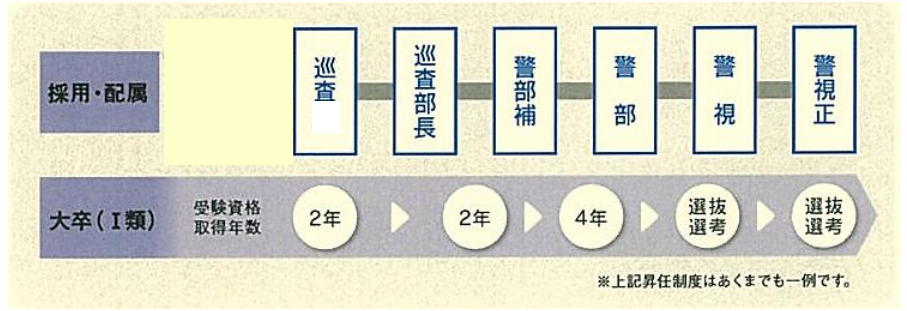 採用・配属
巡査
巡査部長
警部補
警部
警視
警視正
大卒(Ⅰ類)
受験資格
取得年数
2年
2年
4年
選抜
選考
選抜
選考
※上記昇任制度はあくまでも一例です。